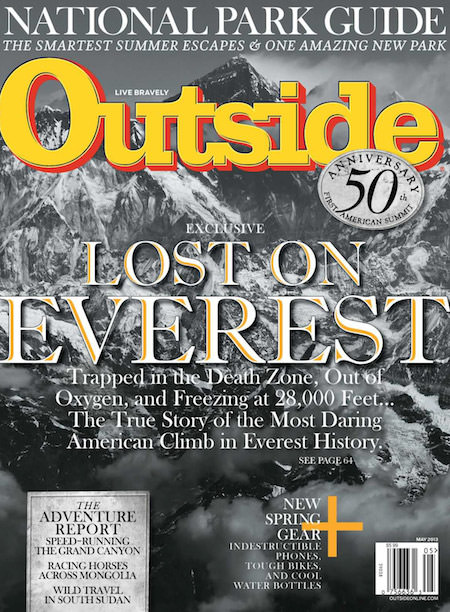 NATIONAL PARK GUIDE
THE SMARTEST SUMMER ESCAPES & ONE AMAZING NEW PARK
LIVE BRAVELY
Outside
ANNIVERSARY
50th
FIRST AMERICAN SUMMIT
EXCLUSIVE
LOST ON
EVEREST
Trapped in the Death Zone, Out of
Oxygen, and Freezing at 28,000 Feet...
The True Story of the Most Daring
American Climb in Everest History.
SEE PAGE 64
THE
ADVENTURE
REPORT
SPEED-RUNNING
THE GRAND CANYON
RACING HORSES
ACROSS MONGOLIA
WILD TRAVEL
IN SOUTH SUDAN
NEW
SPRING
GEAR
+
INDESTRUCTIBLE
PHONES,
TOUGH BIKES,
AND COOL
WATER BOTTLES
MAY 2013
$5.99
05
OUTSIDEONLINE.COM